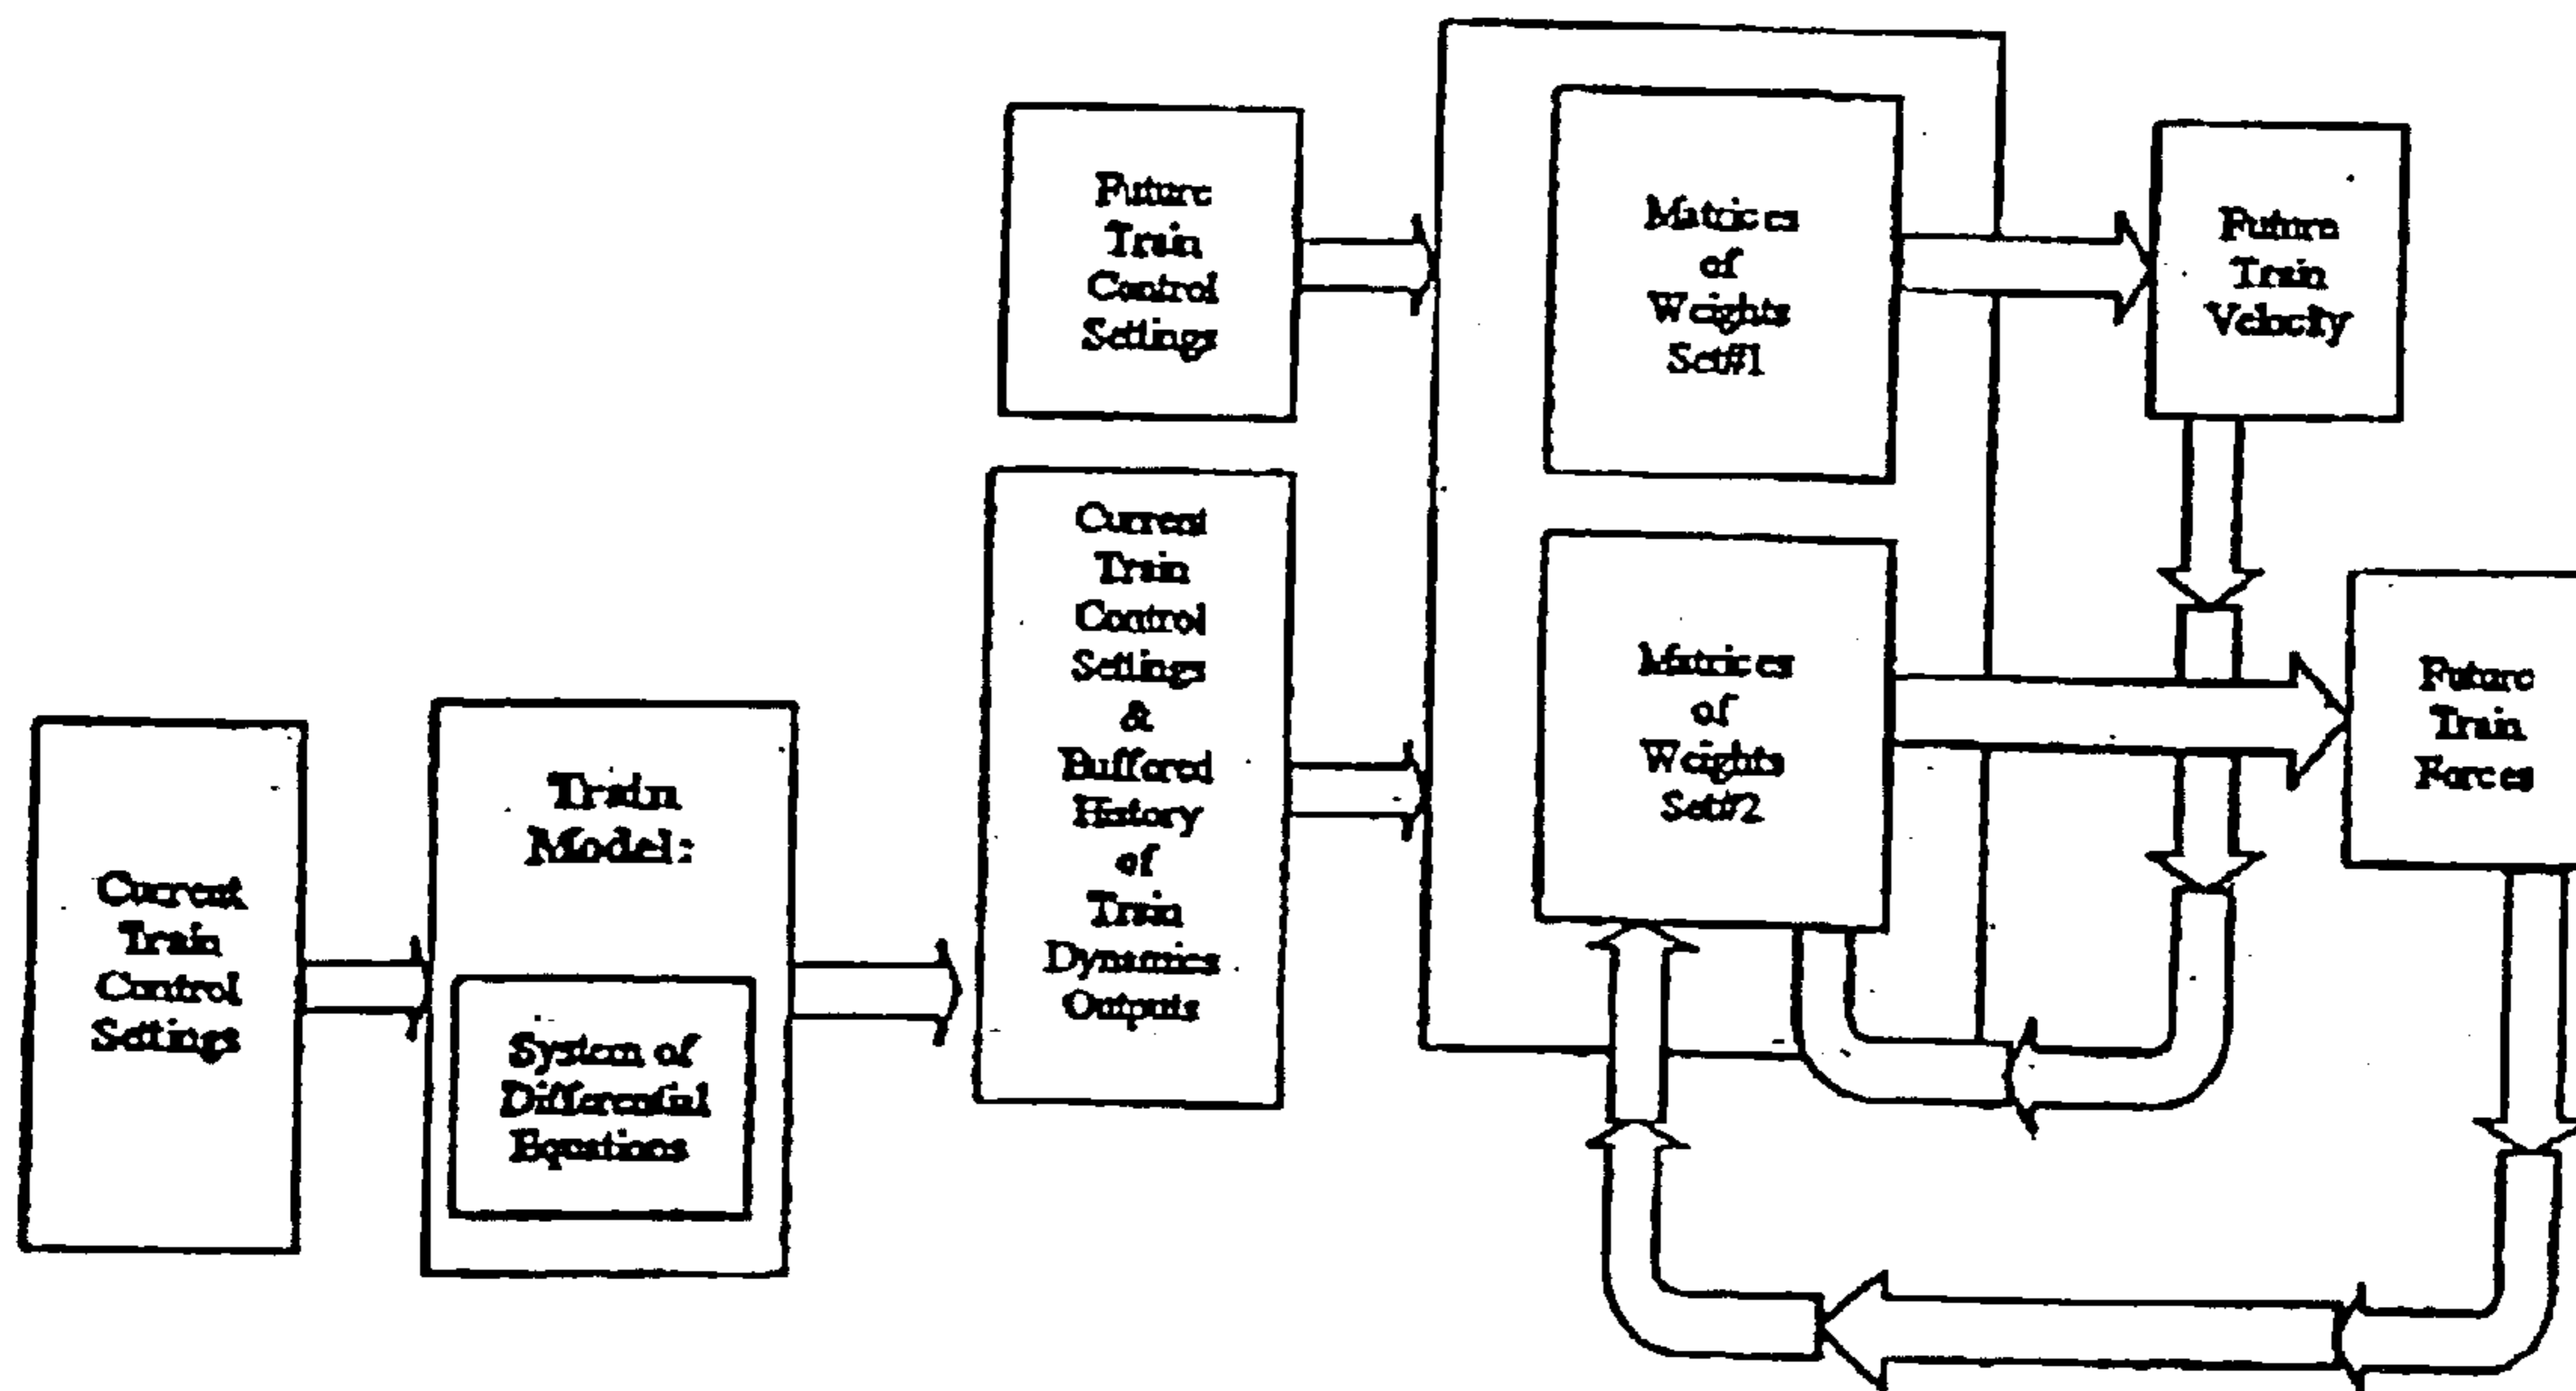 Future
Train
Control
Settings
Matrices
of
Weights
Set#1
Future
Train
Velocity
Current
Train
Control
Settings
&
Buffered
History
of
Train
Dynamics
Outputs
Matrices
of
Weights
Set#2
Future
Train
Forces
Current
Train
Control
Settings
Train
Model:
System of
Differential
Equations